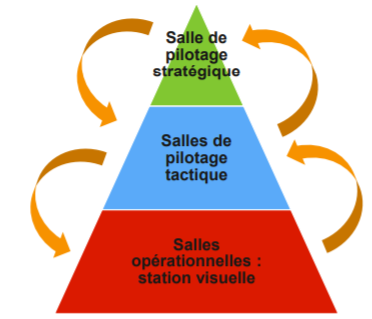 Salle de
pilotage
stratégique
Salles de
pilotage
tactique
Salles
opérationnelles :
station visuelle